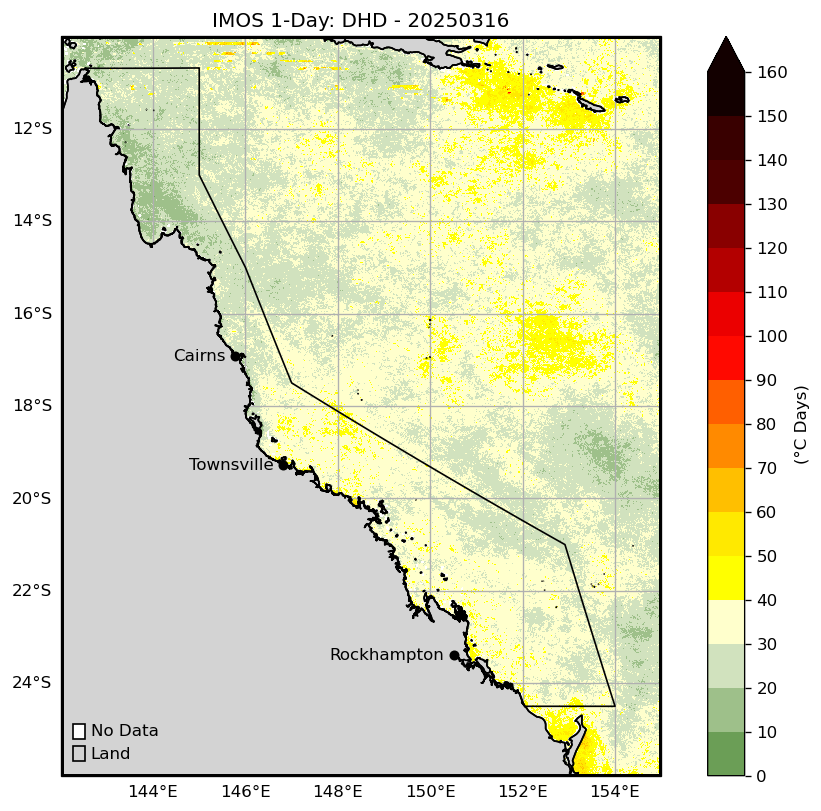 IMOS 1-Day: DHD - 20250316
12°S
14°S
16°S
18°S
20°S
22°S
24°S
Cairns
Townsville
Rockhampton
No Data
Land
144°E 146°E 148°E 150°E 152°E 154°E
160
150
140
130
120
110
100
90
80
70
60
50
40
30
20
10
0
(°C Days)